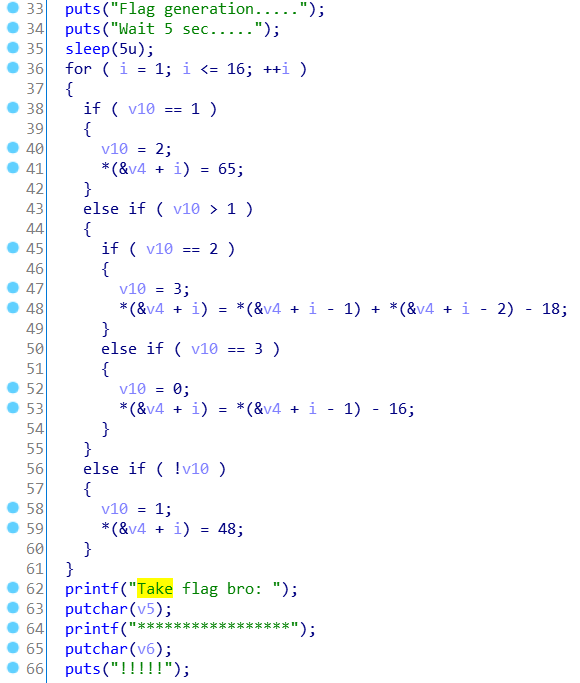 33 puts("Flag generation.....");
34 puts("Wait 5 sec.....");
35 sleep(5u);
36 for ( i = 1; i <= 16; ++i )
37 {
38 if ( v10 == 1 )
39 {
40 v10 = 2;
41 *(&v4 + i) = 65;
42 }
43 else if ( v10 > 1 )
44 {
45 if ( v10 == 2 )
46 {
47 v10 = 3;
48 *(&v4 + i) = *(&v4 + i - 1) + *(&v4 + i - 2) - 18;
49 }
50 else if ( v10 == 3 )
51 {
52 v10 = 0;
53 *(&v4 + i) = *(&v4 + i - 1) - 16;
54 }
55 }
56 else if ( !v10 )
57 {
58 v10 = 1;
59 *(&v4 + i) = 48;
60 }
61 }
62 printf("Take flag bro: ");
63 putchar(v5);
64 printf("*****************");
65 putchar(v6);
66 puts("!!!!!");